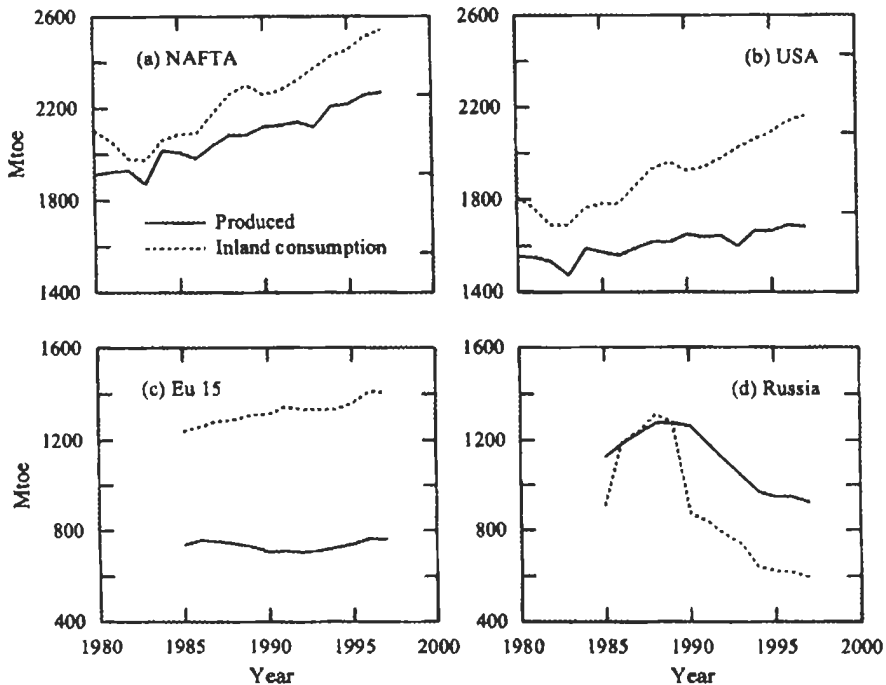 2600
2200
1800
1400
Mtoe
(a) NAFTA
Produced
Inland consumption
2600
2200
1800
1400
(b) USA
1600
1200
800
400
Mtoe
(c) Eu 15
1980 1985 1990 1995 2000
Year
1600
1200
800
400
(d) Russia
1980 1985 1990 1995 2000
Year